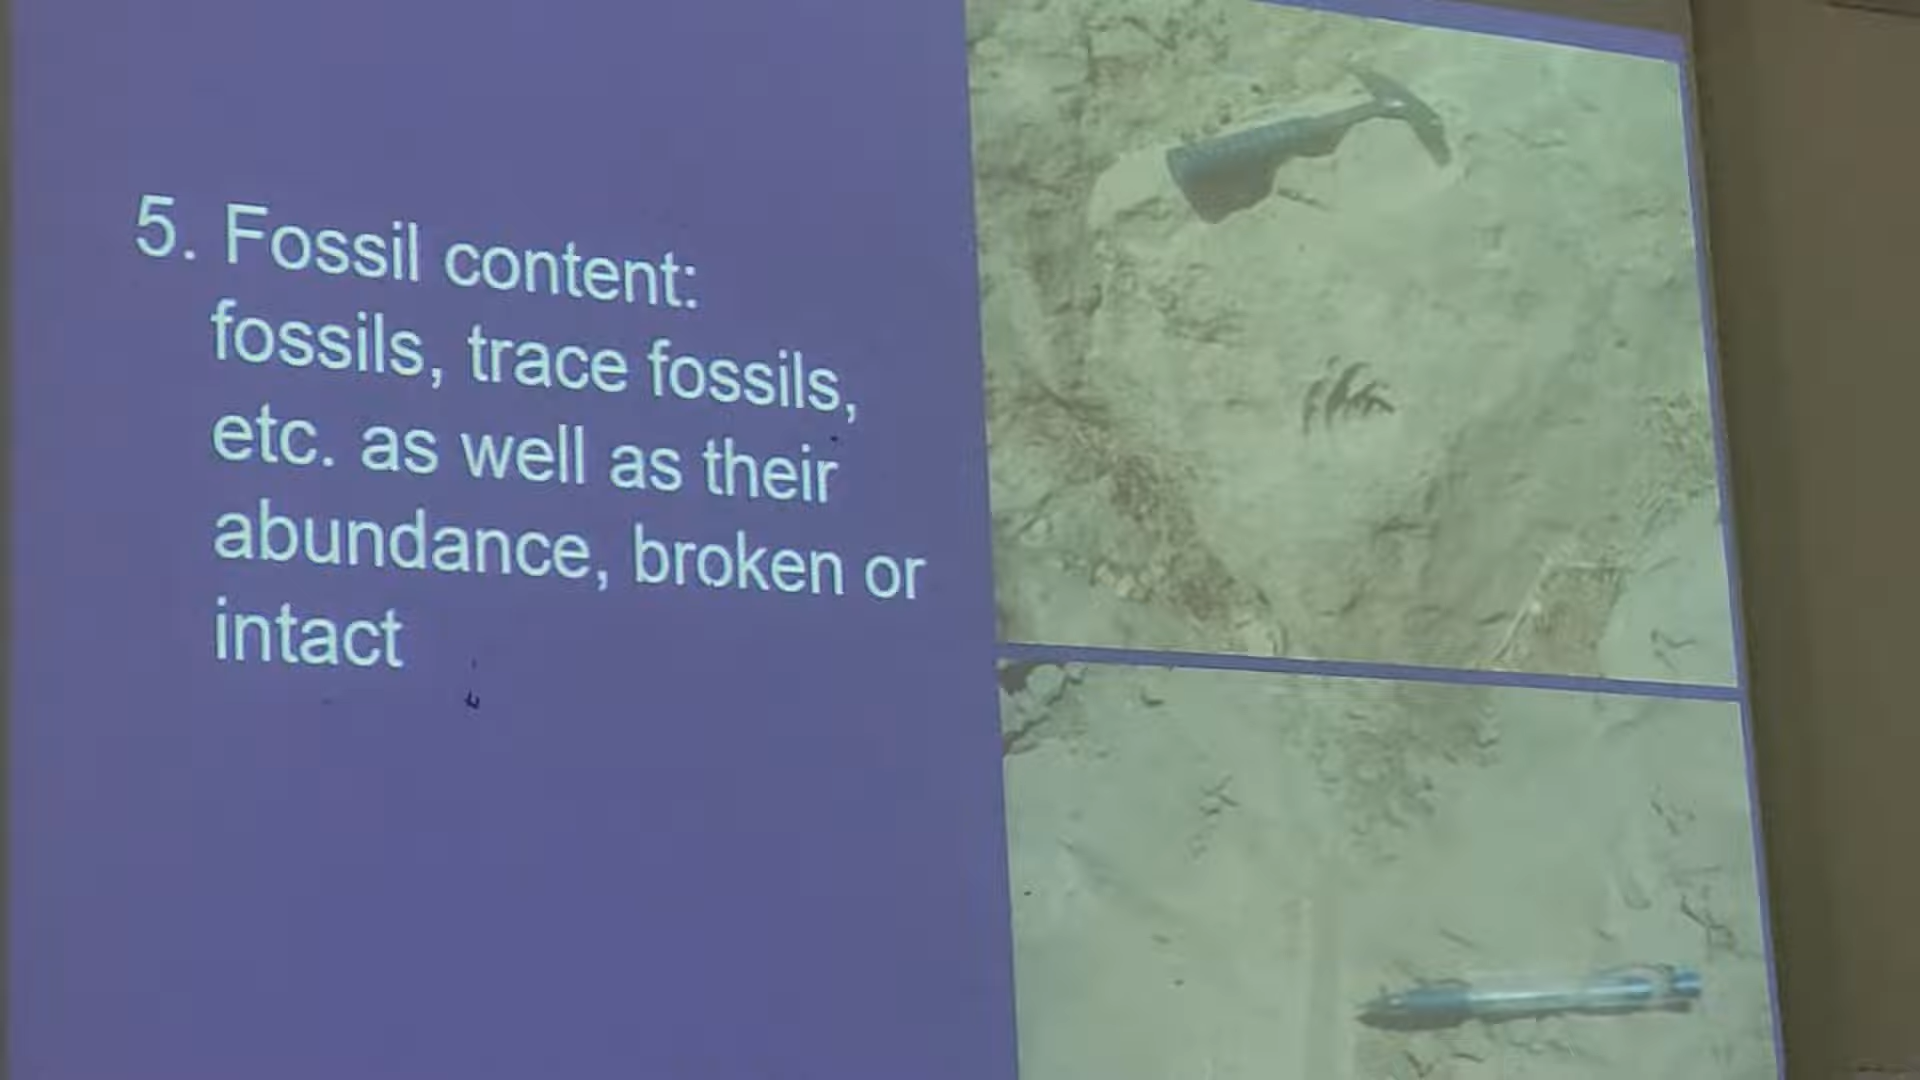 5. Fossil content:
fossils, trace fossils,
etc. as well as their
abundance, broken or
intact